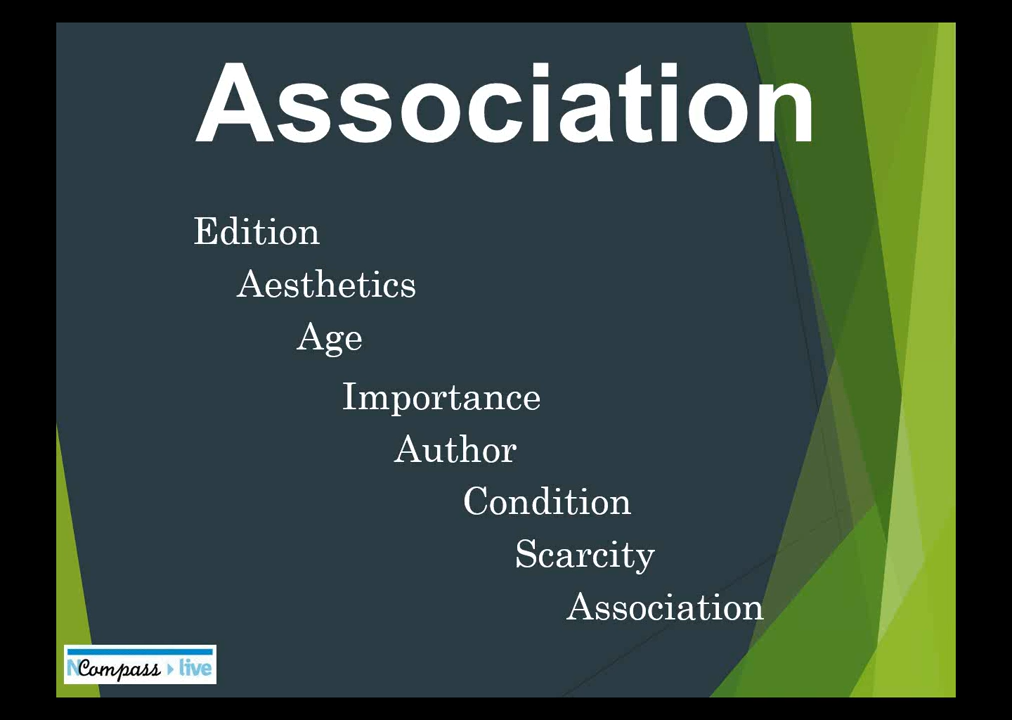 Association
Edition
Aesthetics
Age
Importance
Author
Condition
Scarcity
Association
NCompass live